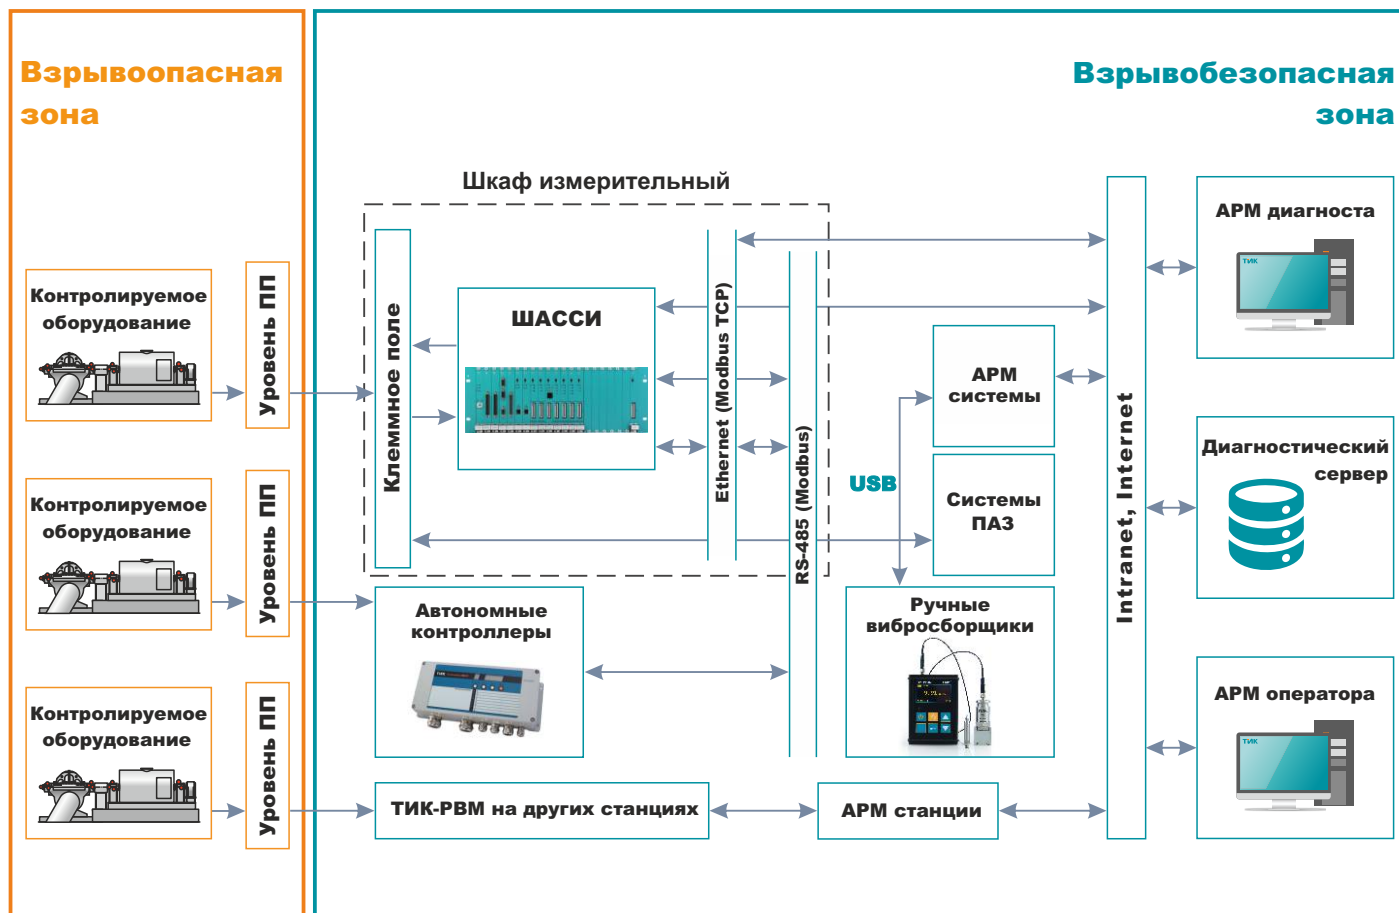 Взрывоопасная
зона
Взрывобезопасная
зона
Шкаф измерительный
Контролируемое
оборудование
Уровень ПП
Контролируемое
оборудование
Уровень ПП
Контролируемое
оборудование
Уровень ПП
Клеммное поле
ШАССИ
Ethernet (Modbus TCP)
RS-485 (Modbus)
Автономные
контроллеры
ТИК-РВМ на других станциях
АРМ
системы
USB
Системы
ПАЗ
Ручные
вибросборщики
АРМ станции
Intranet, Internet
АРМ диагноста
ТИК
Диагностический
сервер
АРМ оператора
ТИК